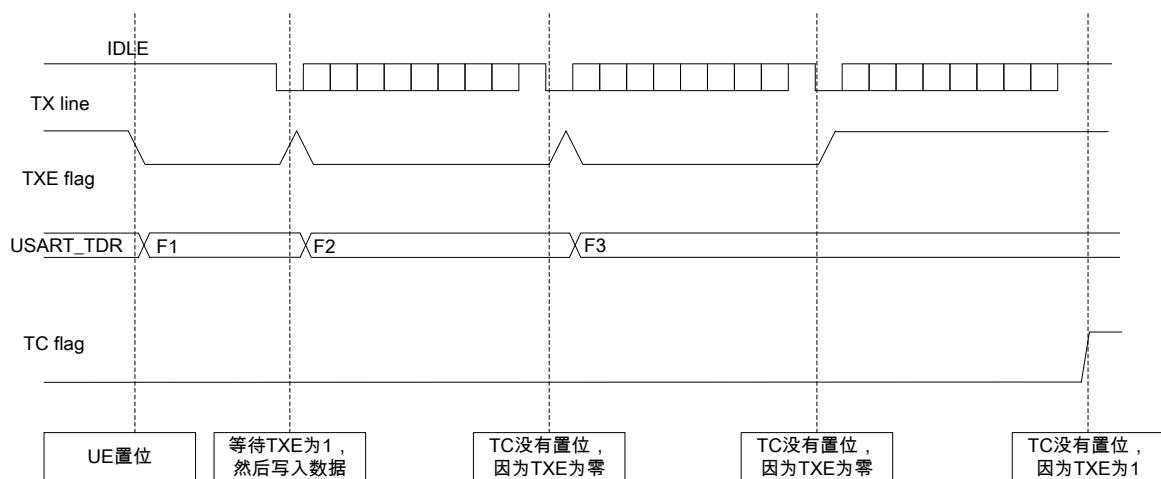 IDLE
TX line
TXE flag
USART_TDR
F1
F2
F3
TC flag
UE置位
等待TXE为1，
然后写入数据
TC没有置位，
因为TXE为零
TC没有置位，
因为TXE为零
TC没有置位，
因为TXE为1